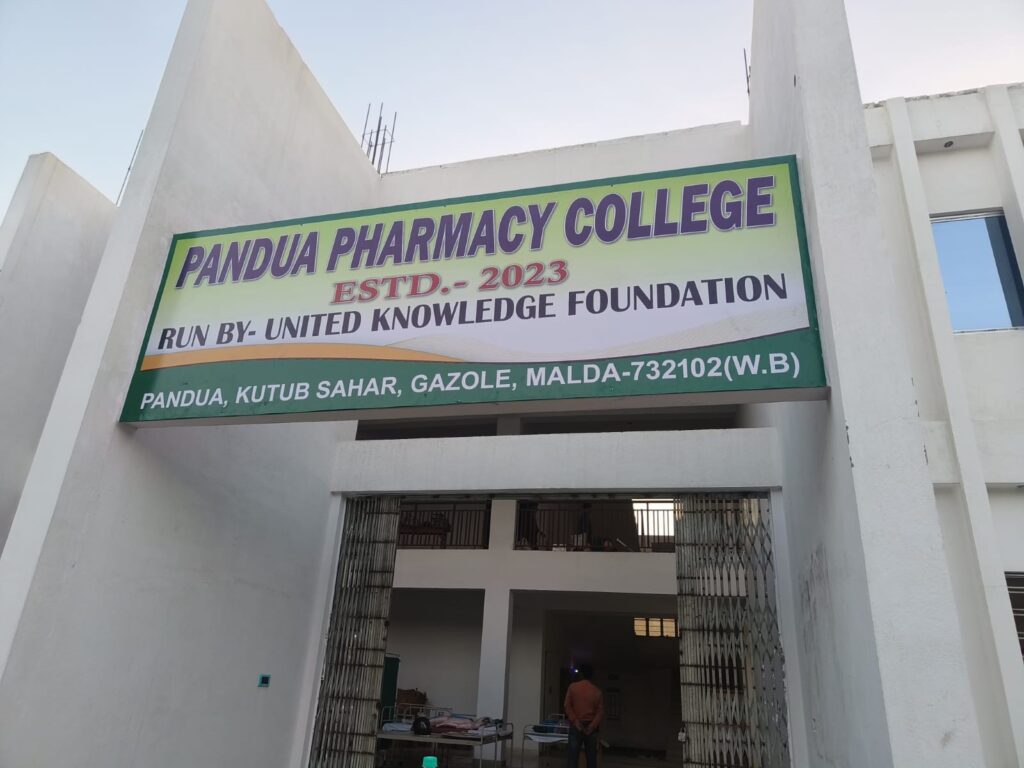 PANDUA PHARMACY COLLEGE
ESTD.- 2023
RUN BY- UNITED KNOWLEDGE FOUNDATION
PANDUA, KUTUB SAHAR, GAZOLE, MALDA-732102(W.B)